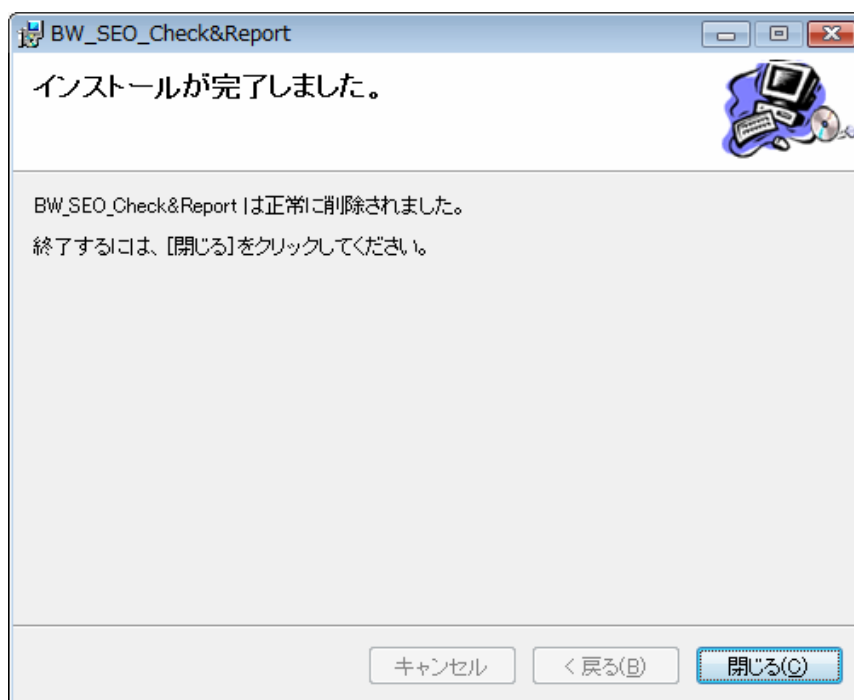 BW_SEO_Check&Report
インストールが完了しました。
BW_SEO_Check&Report は正常に削除されました。
終了するには、[閉じる]をクリックしてください。
キャンセル
< 戻る(B)
閉じる(C)